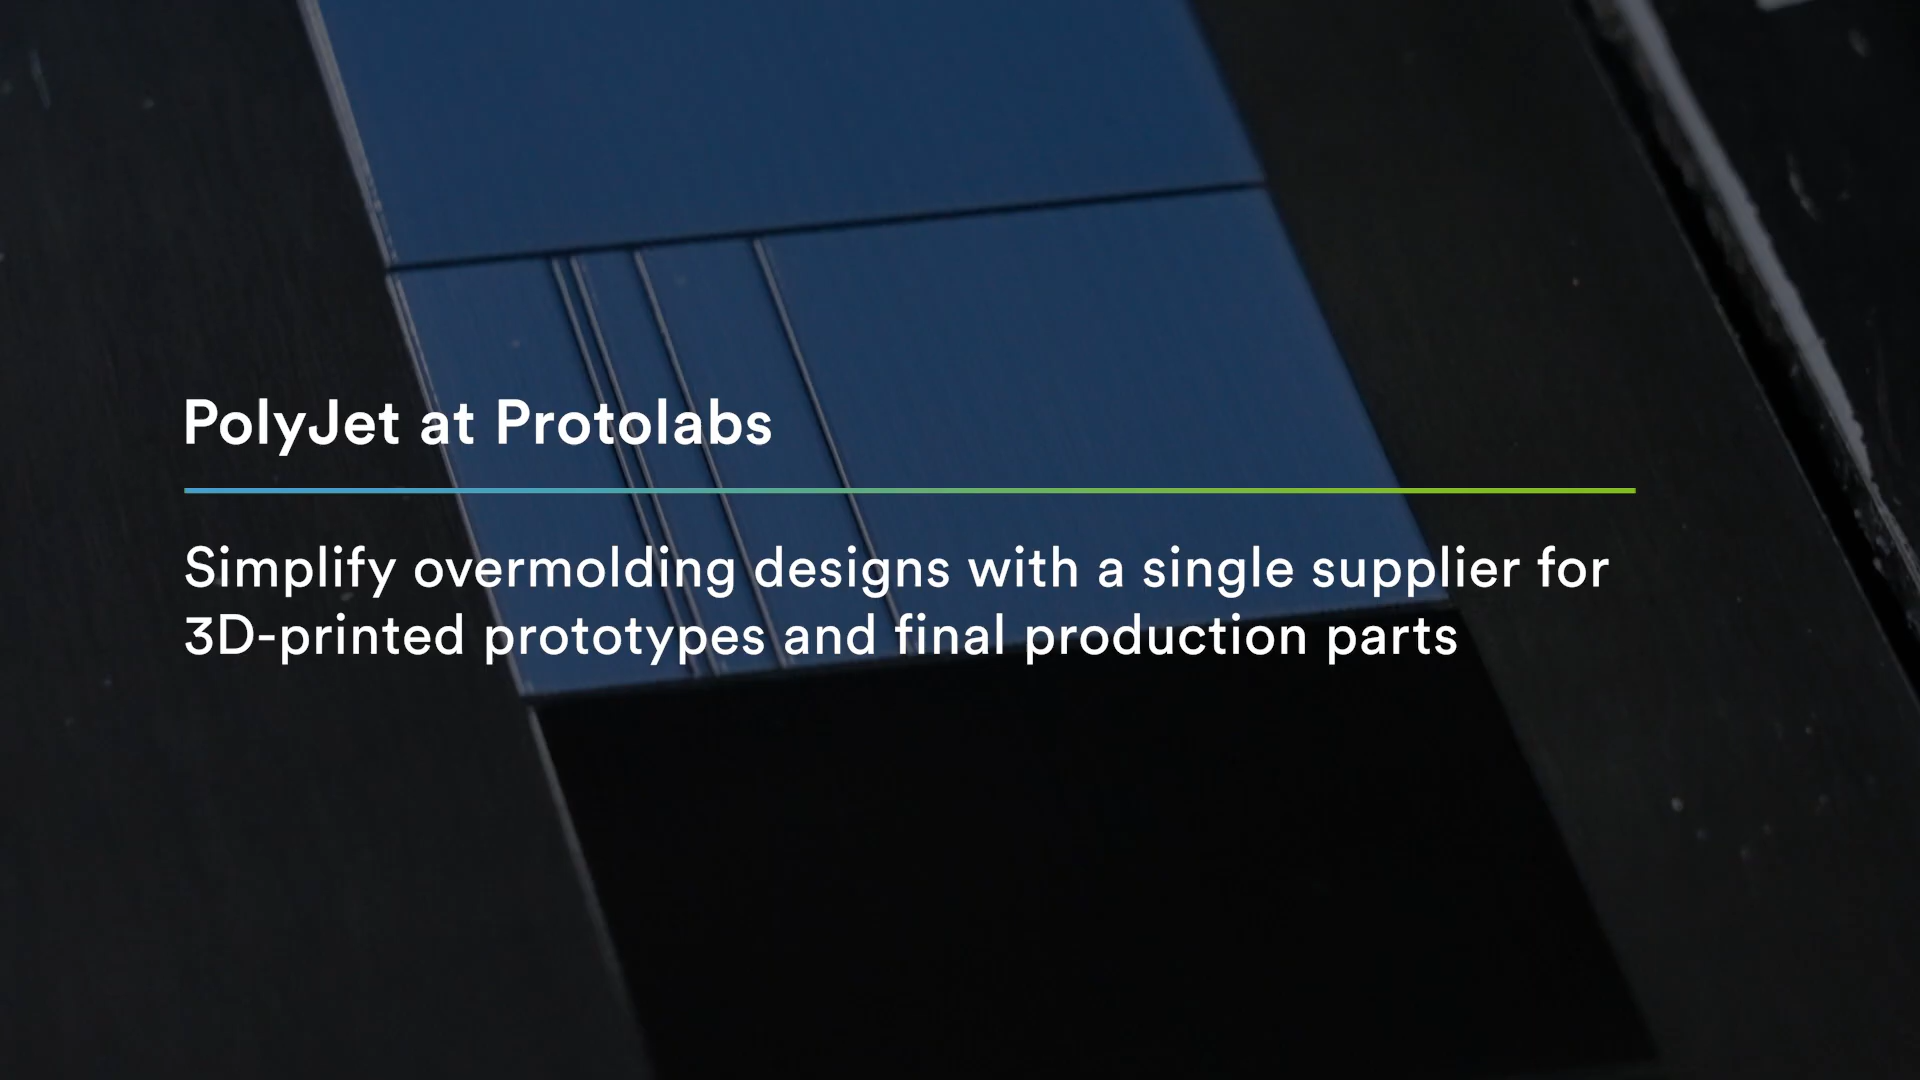 PolyJet at Protolabs
Simplify overmolding designs with a single supplier for
3D-printed prototypes and final production parts